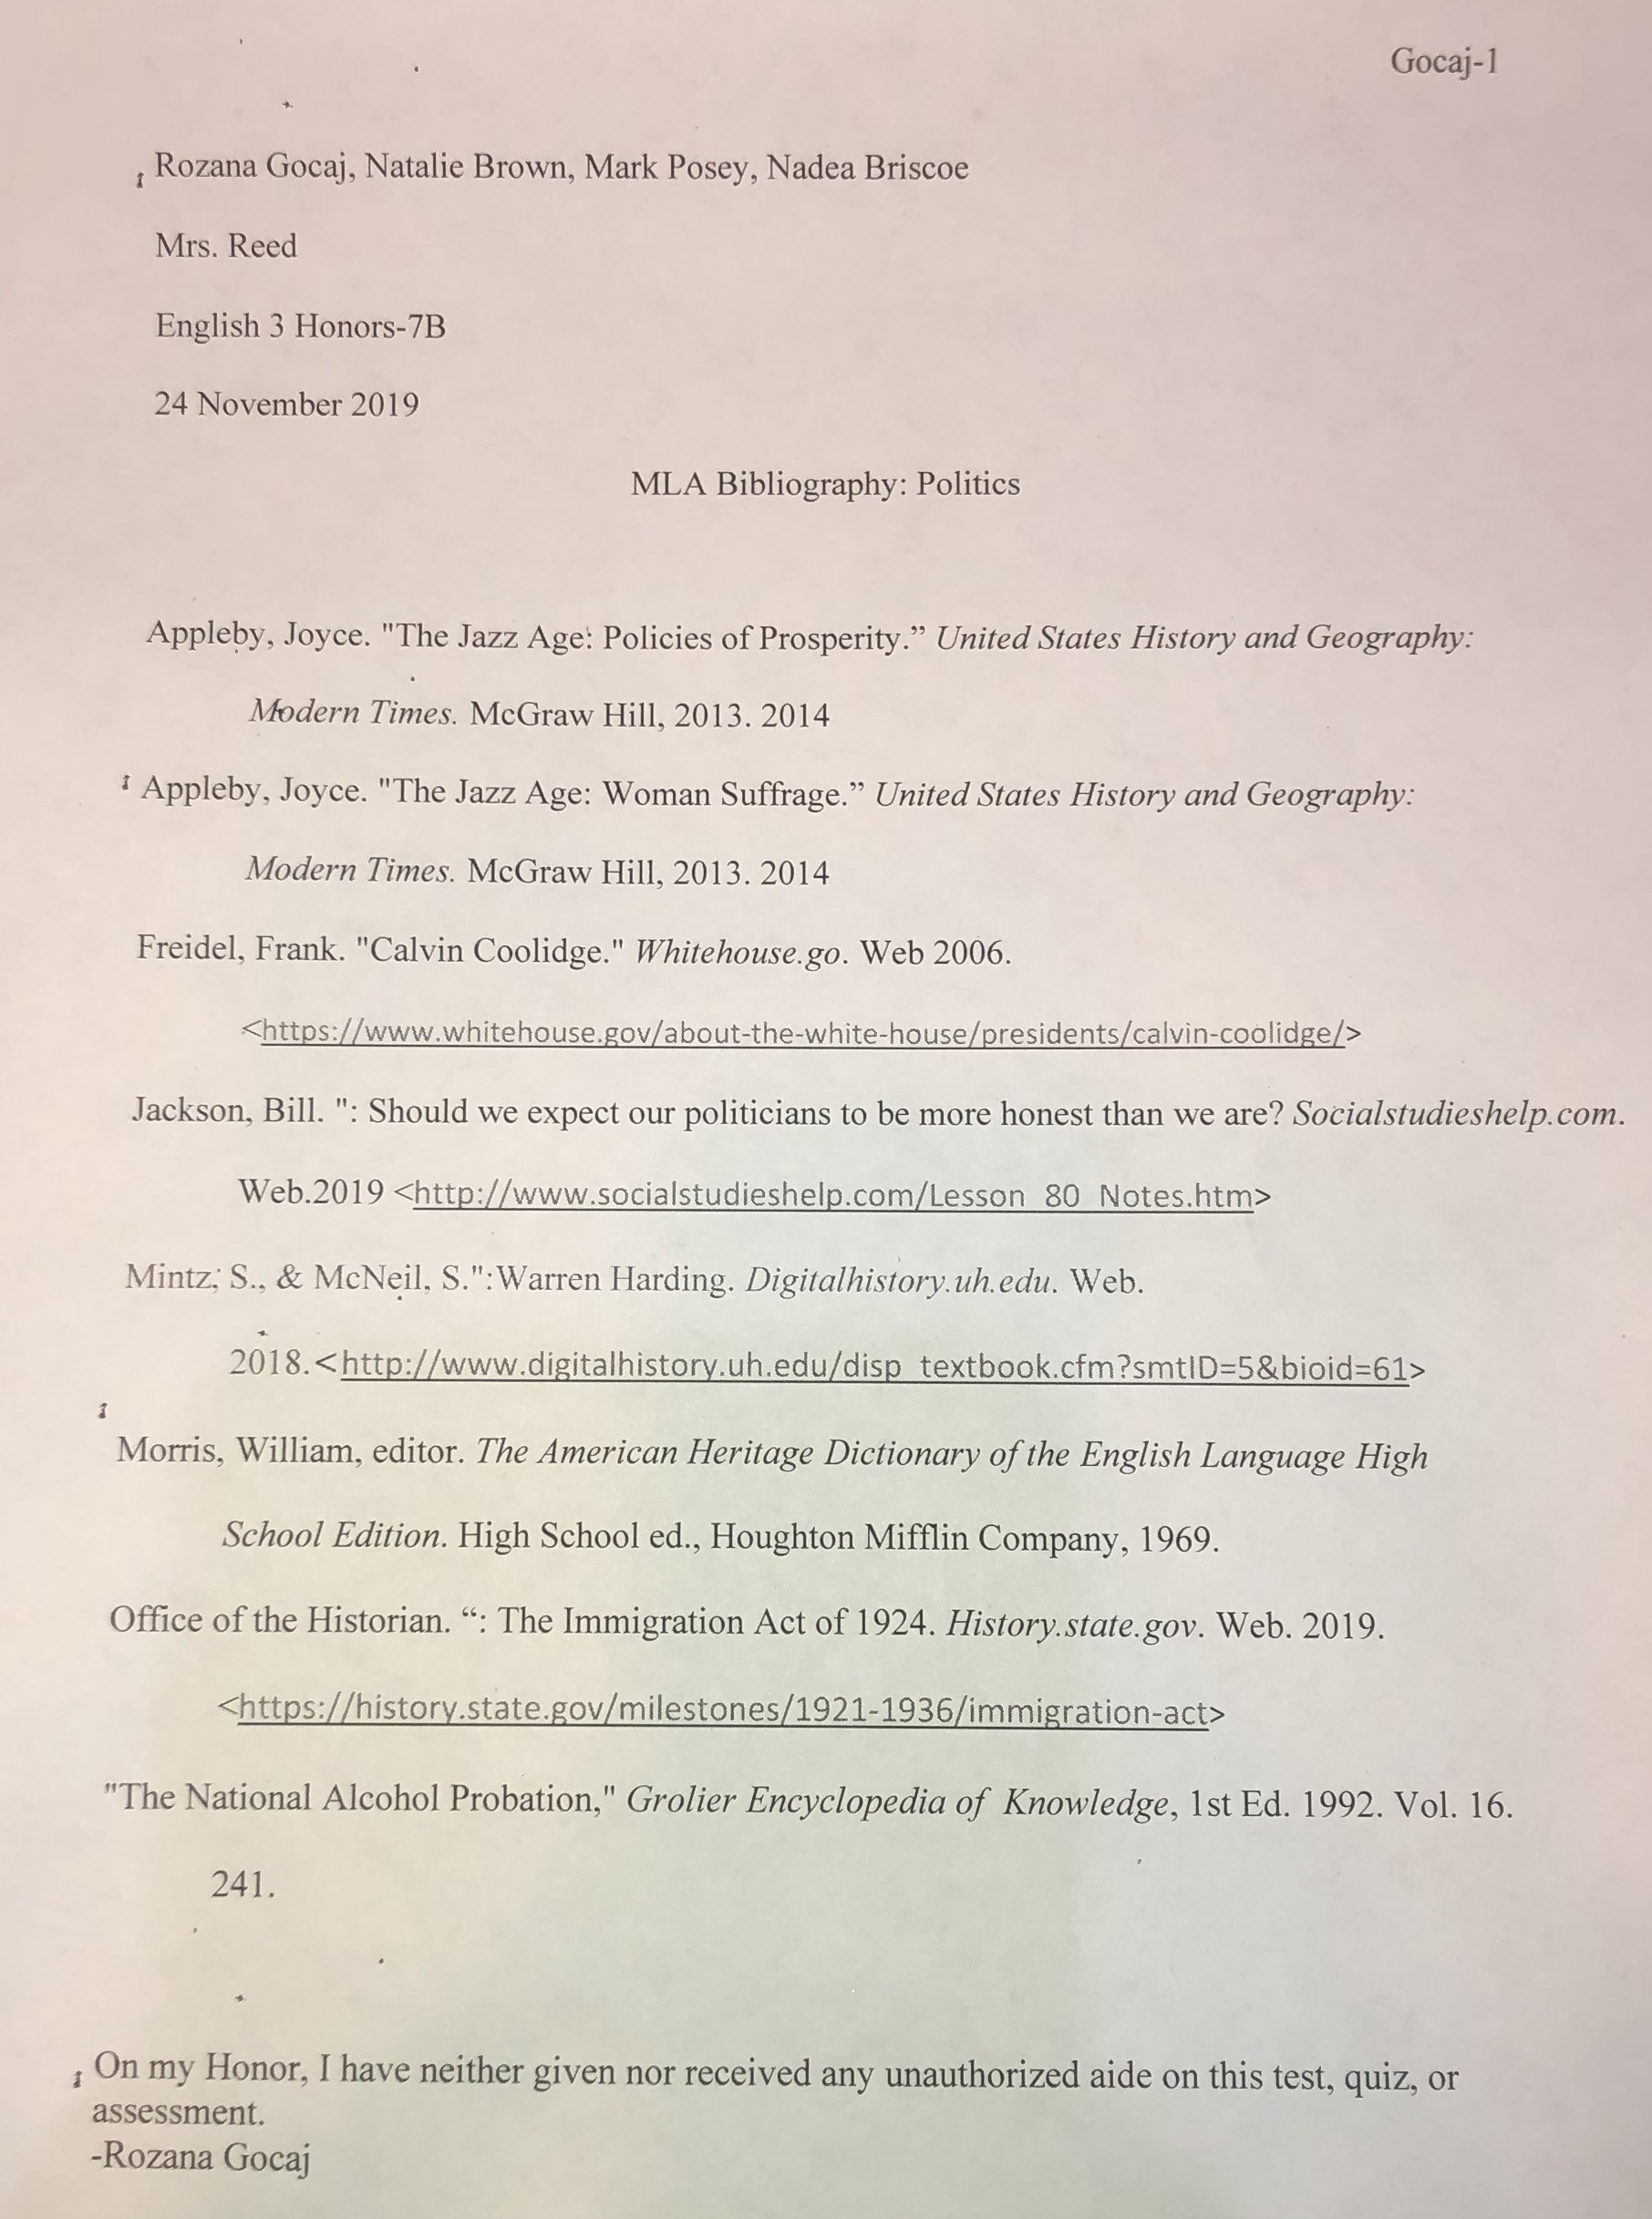 Gocaj-1
Rozana Gocaj, Natalie Brown, Mark Posey, Nadea Briscoe
Mrs. Reed
English 3 Honors-7B
24 November 2019
MLA Bibliography: Politics
Appleby, Joyce. "The Jazz Age: Policies of Prosperity.” United States History and Geography:
Modern Times. McGraw Hill, 2013. 2014
Appleby, Joyce. "The Jazz Age: Woman Suffrage.” United States History and Geography:
Modern Times. McGraw Hill, 2013. 2014
Freidel, Frank. "Calvin Coolidge." Whitehouse.go. Web 2006.
<https://www.whitehouse.gov/about-the-white-house/presidents/calvin-coolidge/>
Jackson, Bill. ": Should we expect our politicians to be more honest than we are? Socialstudieshelp.com.
Web.2019 <http://www.socialstudieshelp.com/Lesson_80_Notes.htm>
Mintz, S., & McNeil, S.":Warren Harding. Digitalhistory.uh.edu. Web.
2018.<http://www.digitalhistory.uh.edu/disp_textbook.cfm?smtID=5&bioid=61>
Morris, William, editor. The American Heritage Dictionary of the English Language High
School Edition. High School ed., Houghton Mifflin Company, 1969.
Office of the Historian. “: The Immigration Act of 1924. History.state.gov. Web. 2019.
<https://history.state.gov/milestones/1921-1936/immigration-act>
"The National Alcohol Probation," Grolier Encyclopedia of Knowledge, 1st Ed. 1992. Vol. 16.
241.
On my Honor, I have neither given nor received any unauthorized aide on this test, quiz, or
assessment.
-Rozana Gocaj